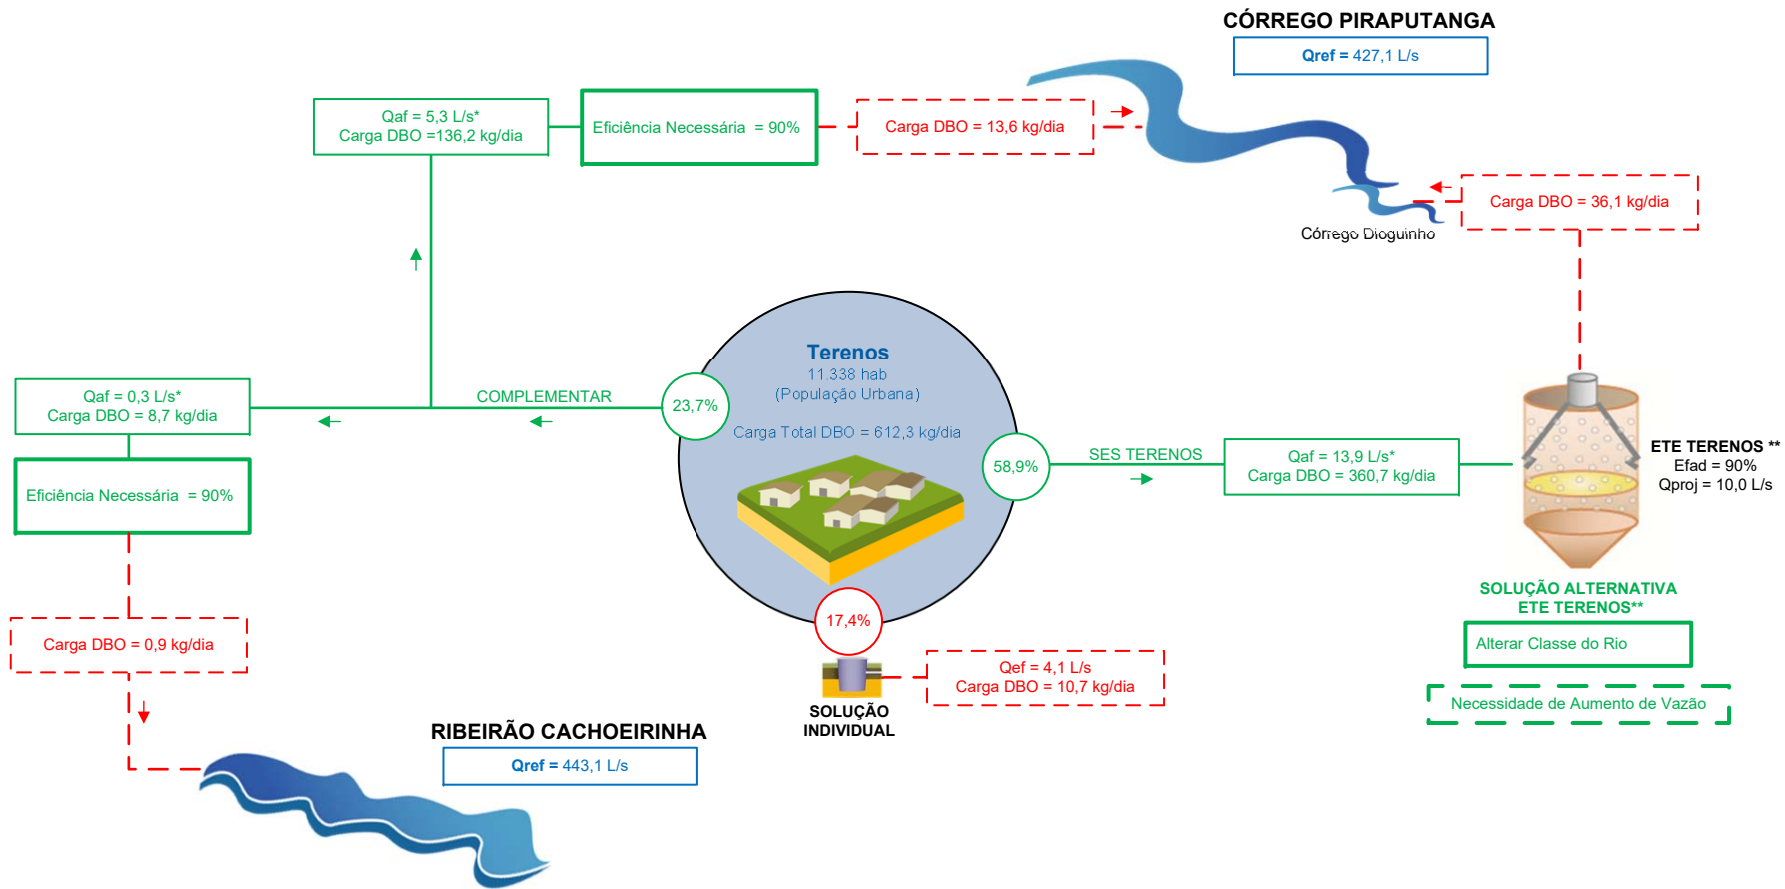 CÓRREGO PIRAPUTANGA
Qref = 427,1 L/s
Qaf = 5,3 L/s*
Carga DBO =136,2 kg/dia
Eficiência Necessária = 90%
Carga DBO = 13,6 kg/dia
Carga DBO = 36,1 kg/dia
Córrego Dioguinho
Terenos
11.338 hab
(População Urbana)
Carga Total DBO = 612,3 kg/dia
Qaf = 0,3 L/s*
Carga DBO = 8,7 kg/dia
COMPLEMENTAR
23,7%
58,9%
SES TERENOS
Qaf = 13,9 L/s*
Carga DBO = 360,7 kg/dia
ETE TERENOS **
Efad = 90%
Qproj = 10,0 L/s
Eficiência Necessária = 90%
SOLUÇÃO ALTERNATIVA
ETE TERENOS**
Alterar Classe do Rio
Necessidade de Aumento de Vazão
17,4%
Carga DBO = 0,9 kg/dia
Qef = 4,1 L/s
Carga DBO = 10,7 kg/dia
SOLUÇÃO
INDIVIDUAL
RIBEIRÃO CACHOEIRINHA
Qref = 443,1 L/s